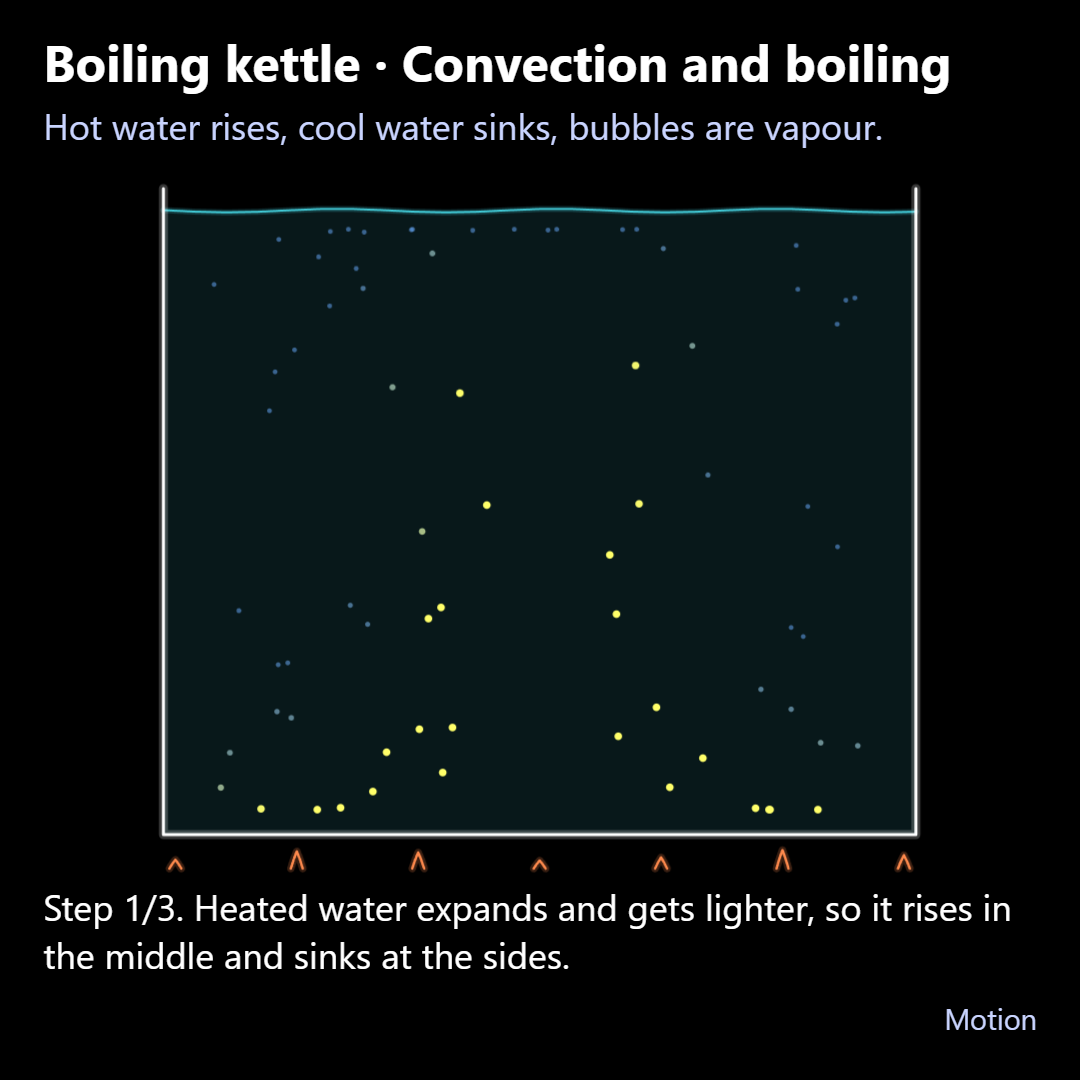 Boiling kettle · Convection and boiling
Hot water rises, cool water sinks, bubbles are vapour.
Step 1/3. Heated water expands and gets lighter, so it rises in
the middle and sinks at the sides.
Motion